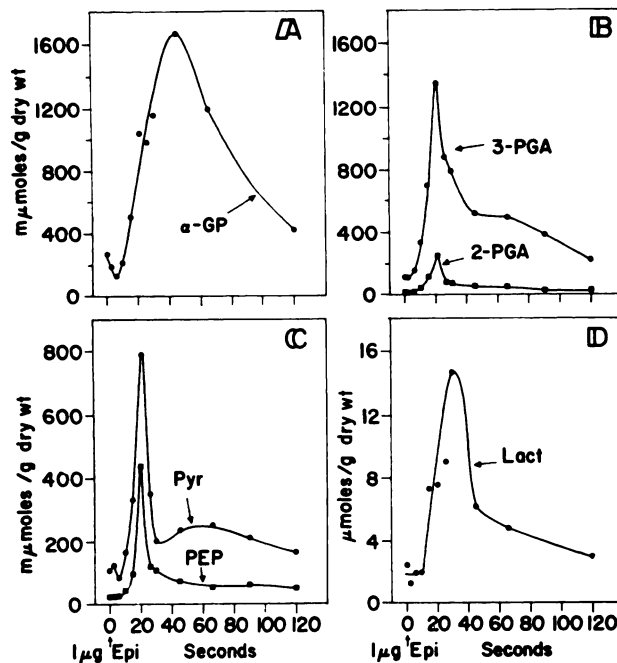 A
mμmoles/g dry wt
1600
1200
800
400
0
α-GP
B
1600
1200
800
400
0
3-PGA
2-PGA
C
mμmoles/g dry wt
800
600
400
200
0
Pyr
PEP
0 20 40 60 80 100 120
1μg ↑Epi Seconds
D
μmoles/g dry wt
16
12
8
4
0
Lact
0 20 40 60 80 100 120
1μg ↑Epi Seconds